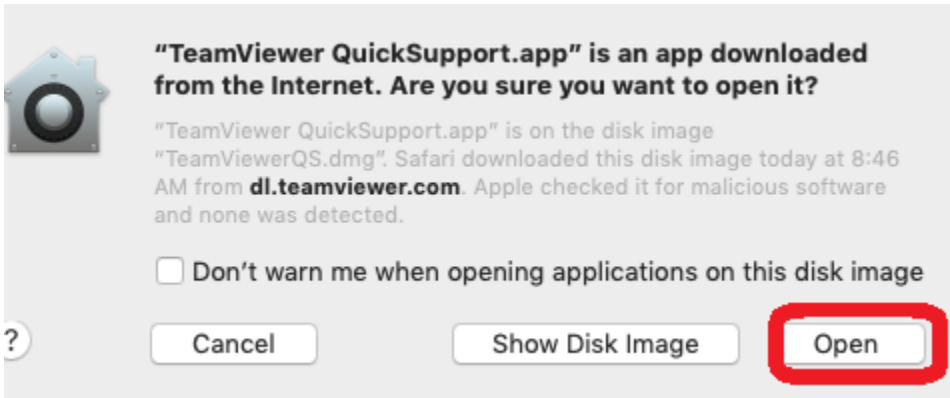 “TeamViewer QuickSupport.app” is an app downloaded
from the Internet. Are you sure you want to open it?
“TeamViewer QuickSupport.app” is on the disk image
“TeamViewerQS.dmg”. Safari downloaded this disk image today at 8:46
AM from dl.teamviewer.com. Apple checked it for malicious software
and none was detected.
Don’t warn me when opening applications on this disk image
? Cancel Show Disk Image Open